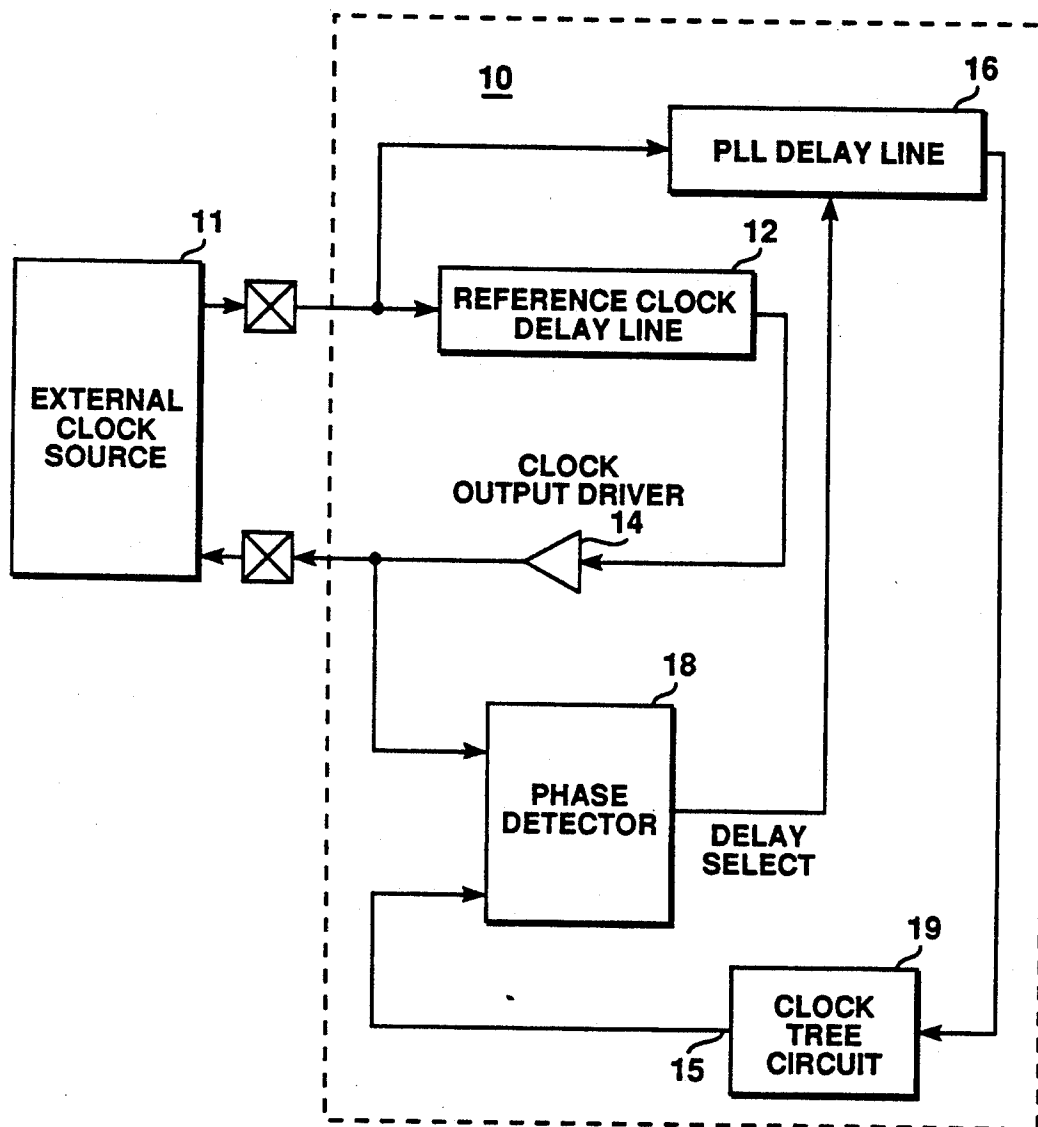 10
16
PLL DELAY LINE
11
12
REFERENCE CLOCK
DELAY LINE
EXTERNAL
CLOCK
SOURCE
CLOCK
OUTPUT DRIVER
14
18
PHASE
DETECTOR
DELAY
SELECT
19
CLOCK
TREE
CIRCUIT
15